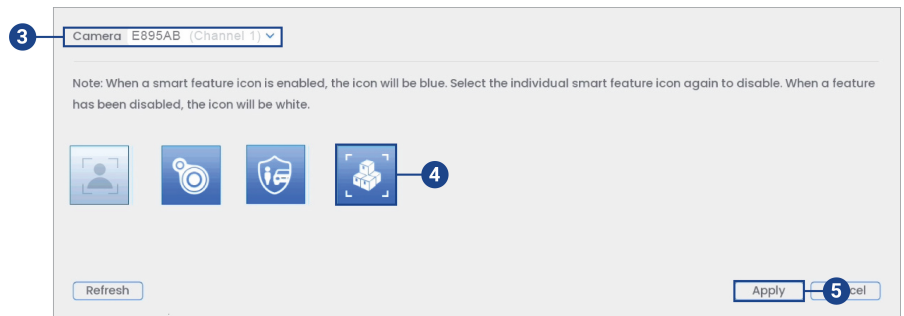 3
Camera E895AB (Channel 1)
Note: When a smart feature icon is enabled, the icon will be blue. Select the individual smart feature icon again to disable. When a feature
has been disabled, the icon will be white.
4
Refresh
Apply
5